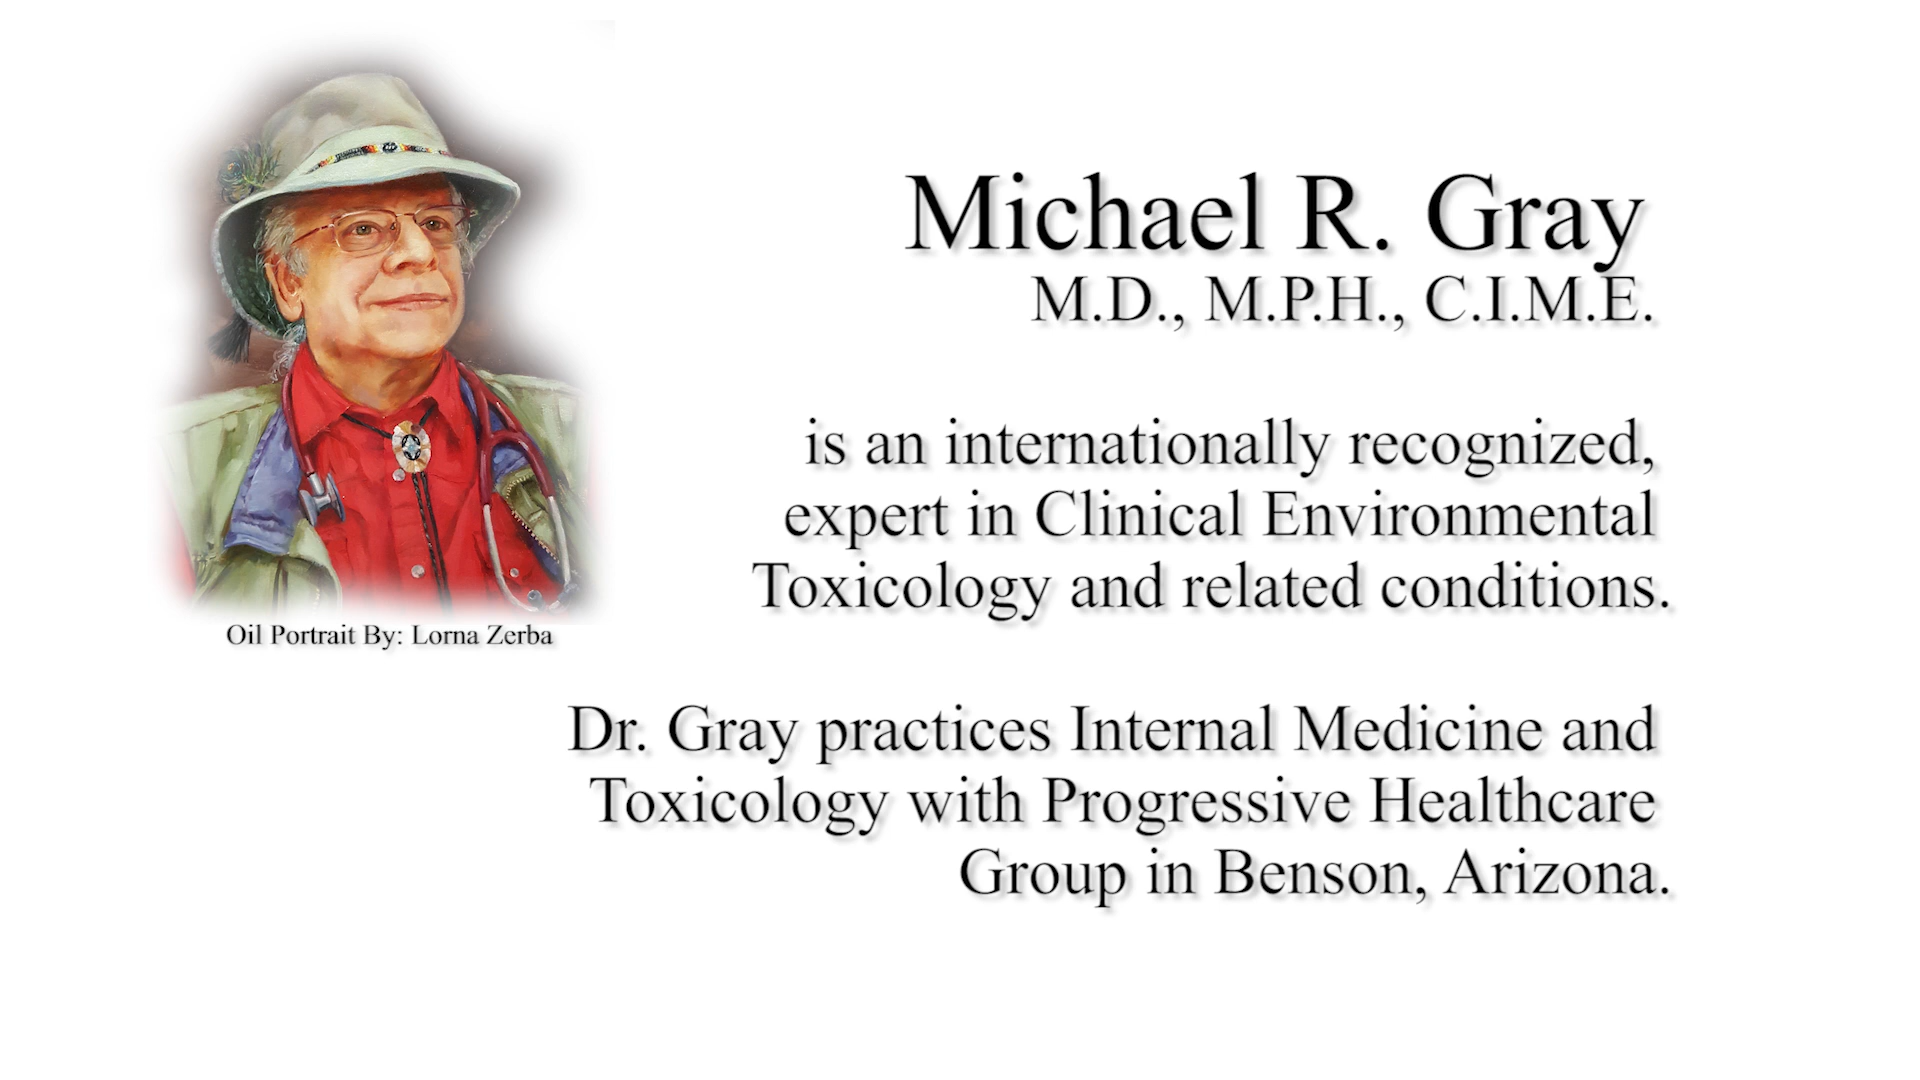 Michael R. Gray
M.D., M.P.H., C.I.M.E.
is an internationally recognized,
expert in Clinical Environmental
Toxicology and related conditions.
Oil Portrait By: Lorna Zerba
Dr. Gray practices Internal Medicine and
Toxicology with Progressive Healthcare
Group in Benson, Arizona.